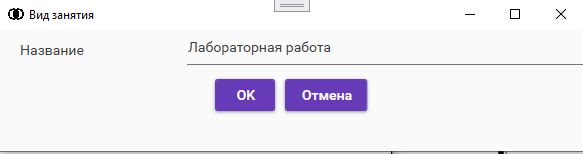 Вид занятия
Название
Лабораторная работа
OK
Отмена